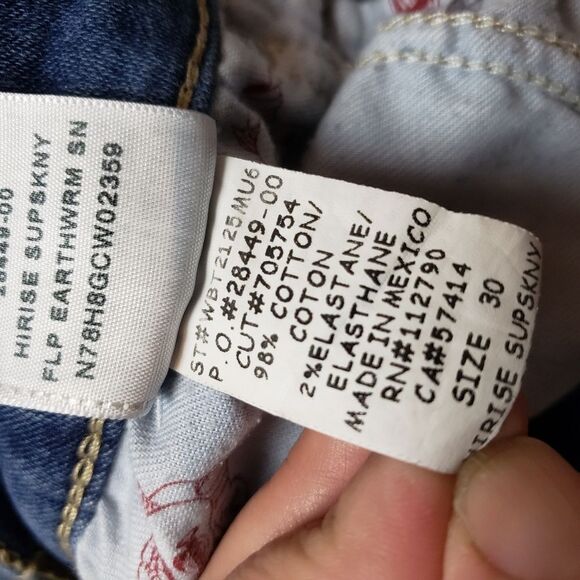 HIRISE SUPSKNY
FLP EARTHWRM SN
N78H8GCW02359
ST#WBT2125MU6
P.O.#28449-00
CUT#705754
98% COTTON/
COTON
2%ELASTANE/
ELASTHANE
MADE IN MEXICO
RN#112790
CA#57414
SIZE 30
HIRISE SUPSKNY